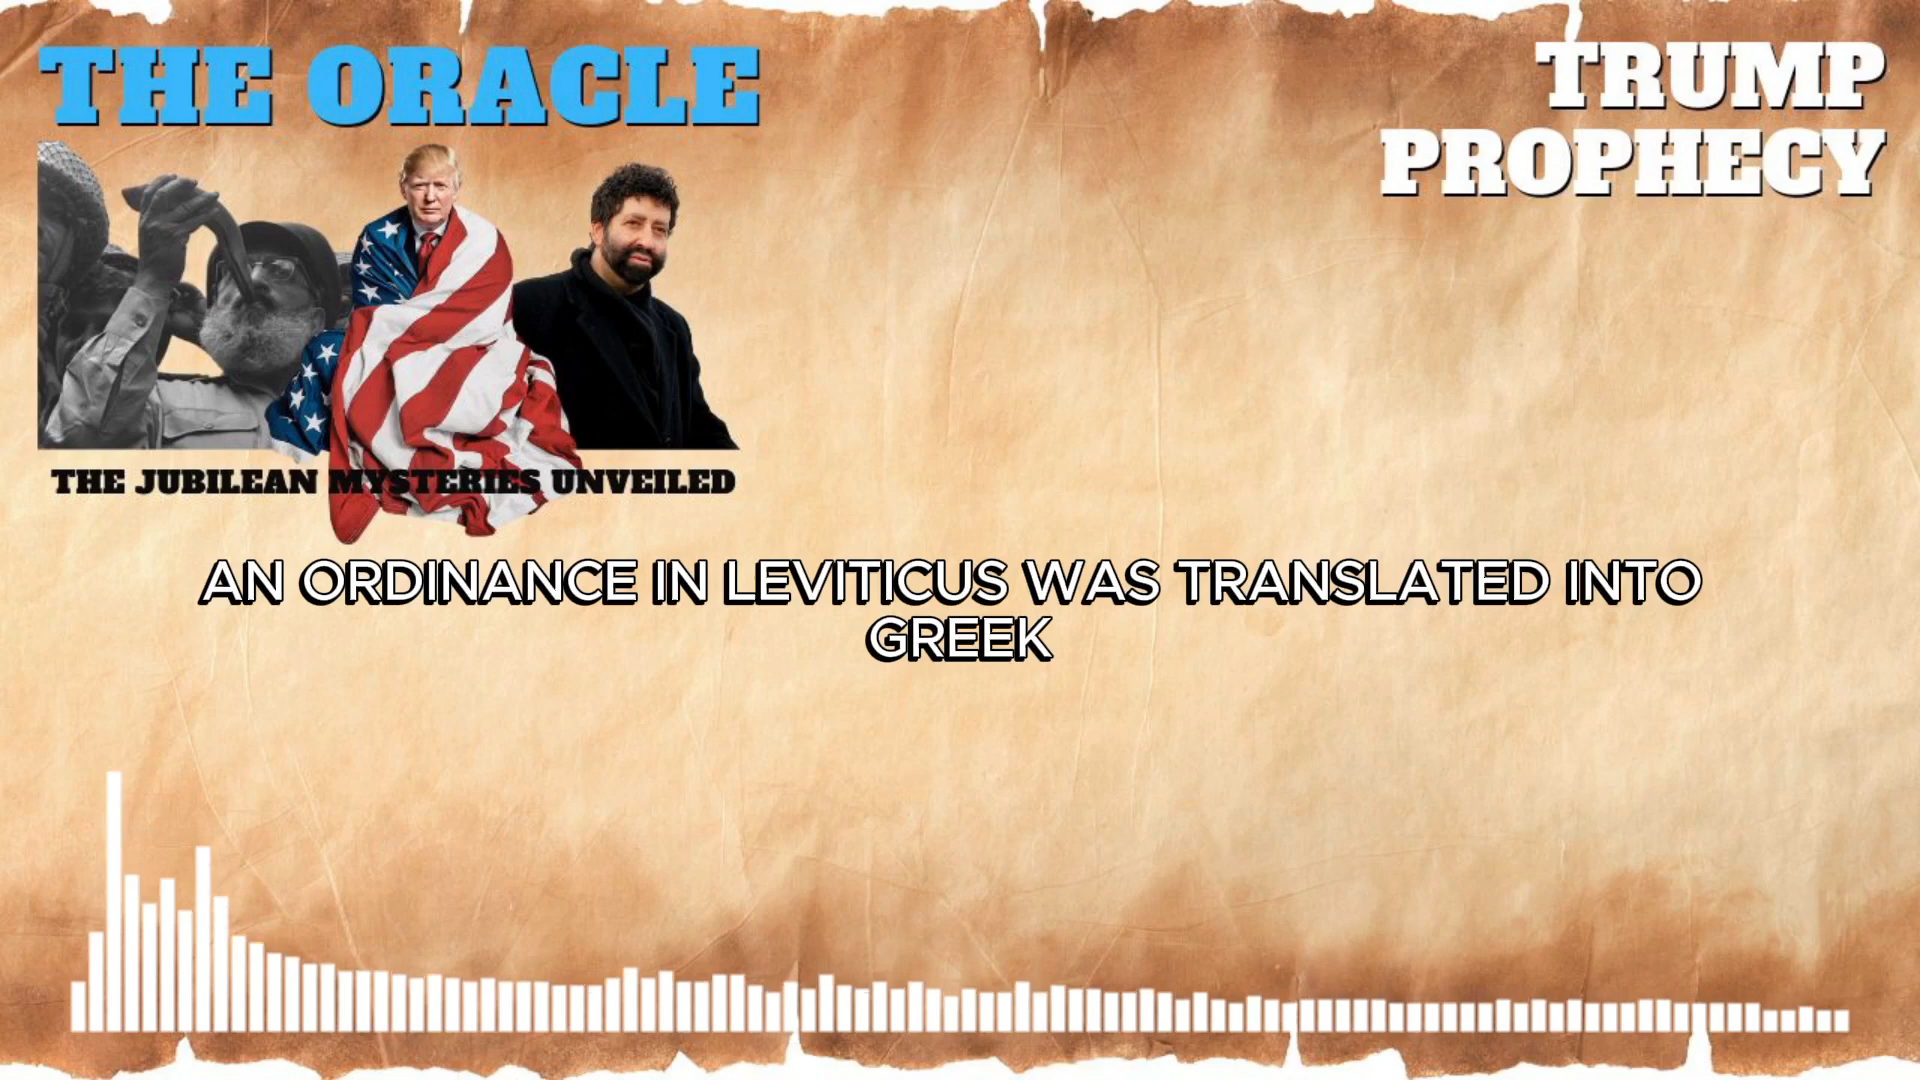 THE ORACLE
TRUMP
PROPHECY
THE JUBILEAN MYSTERIES UNVEILED
AN ORDINANCE IN LEVITICUS WAS TRANSLATED INTO
GREEK